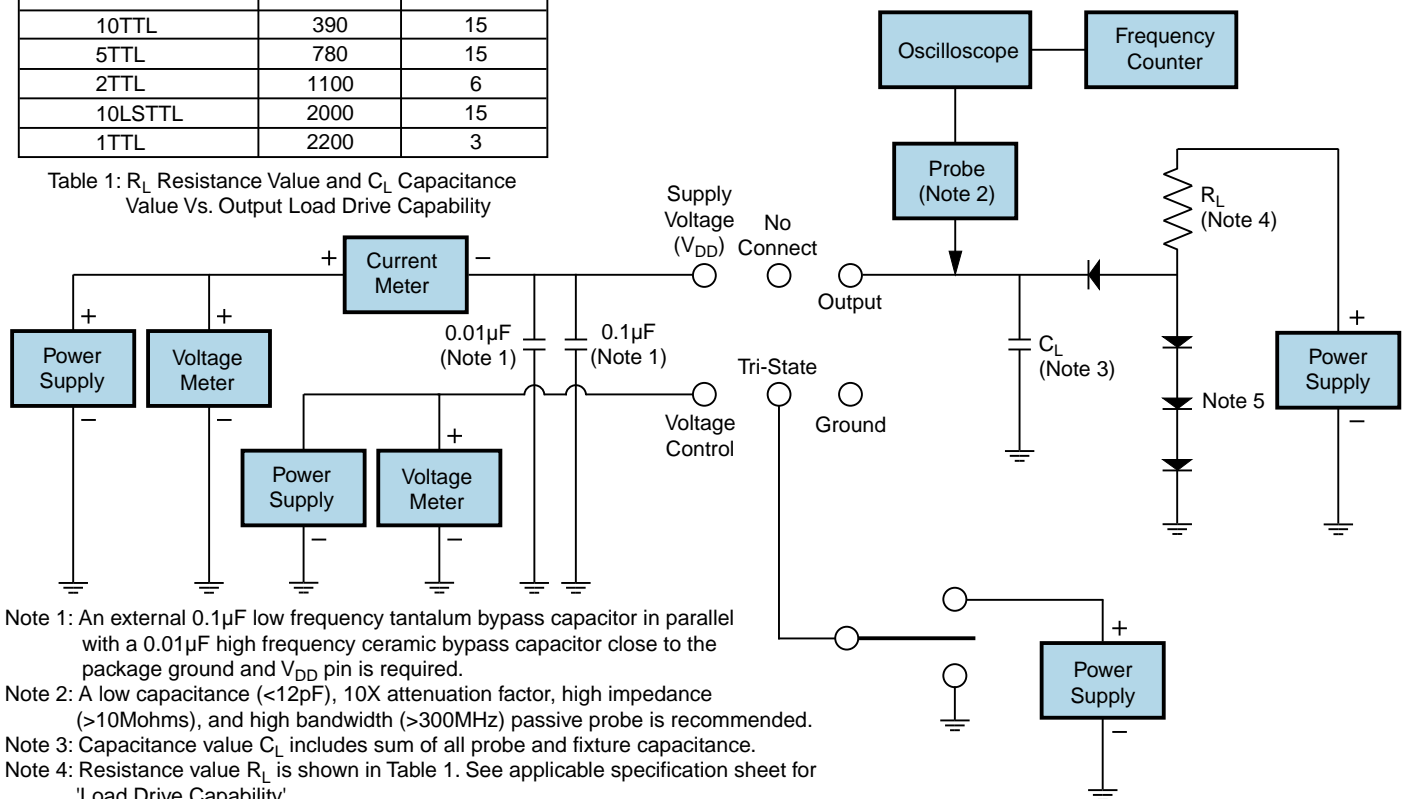 10TTL 390 15
5TTL 780 15
2TTL 1100 6
10LSTTL 2000 15
1TTL 2200 3
Table 1: RL Resistance Value and CL Capacitance
Value Vs. Output Load Drive Capability
Oscilloscope
Frequency
Counter
Probe
(Note 2)
Supply
Voltage
(VDD)
No
Connect
Output
RL
(Note 4)
+
Current
Meter
−
+
Power
Supply
−
+
Voltage
Meter
−
0.01µF
(Note 1)
0.1µF
(Note 1)
CL
(Note 3)
Note 5
+
Power
Supply
−
Tri-State
Voltage
Control
Ground
Power
Supply
−
+
Voltage
Meter
−
+
Power
Supply
−
Note 1: An external 0.1µF low frequency tantalum bypass capacitor in parallel
with a 0.01µF high frequency ceramic bypass capacitor close to the
package ground and VDD pin is required.
Note 2: A low capacitance (<12pF), 10X attenuation factor, high impedance
(>10Mohms), and high bandwidth (>300MHz) passive probe is recommended.
Note 3: Capacitance value CL includes sum of all probe and fixture capacitance.
Note 4: Resistance value RL is shown in Table 1. See applicable specification sheet for
'Load Drive Capability'